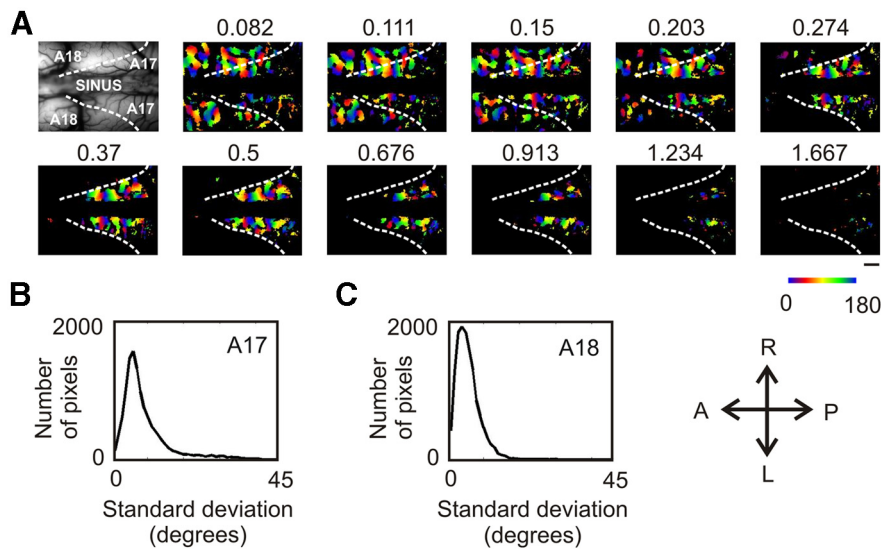 A
0.082 0.111 0.15 0.203 0.274
A18 A17
SINUS
A18 A17
0.37 0.5 0.676 0.913 1.234 1.667
0 180
B
2000
Number of pixels
A17
0
0 45
Standard deviation
(degrees)
C
2000
Number of pixels
A18
0
0 45
Standard deviation
(degrees)
R
A P
L